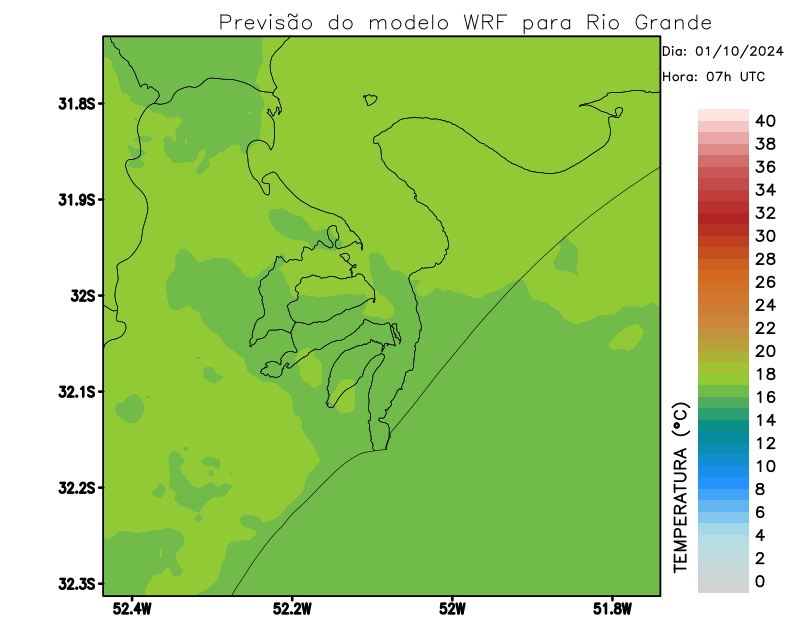 Previsão do modelo WRF para Rio Grande
Dia: 01/10/2024
Hora: 07h UTC
31.8S
31.9S
32S
32.1S
32.2S
32.3S
52.4W
52.2W
52W
51.8W
TEMPERATURA (°C)
40
38
36
34
32
30
28
26
24
22
20
18
16
14
12
10
8
6
4
2
0